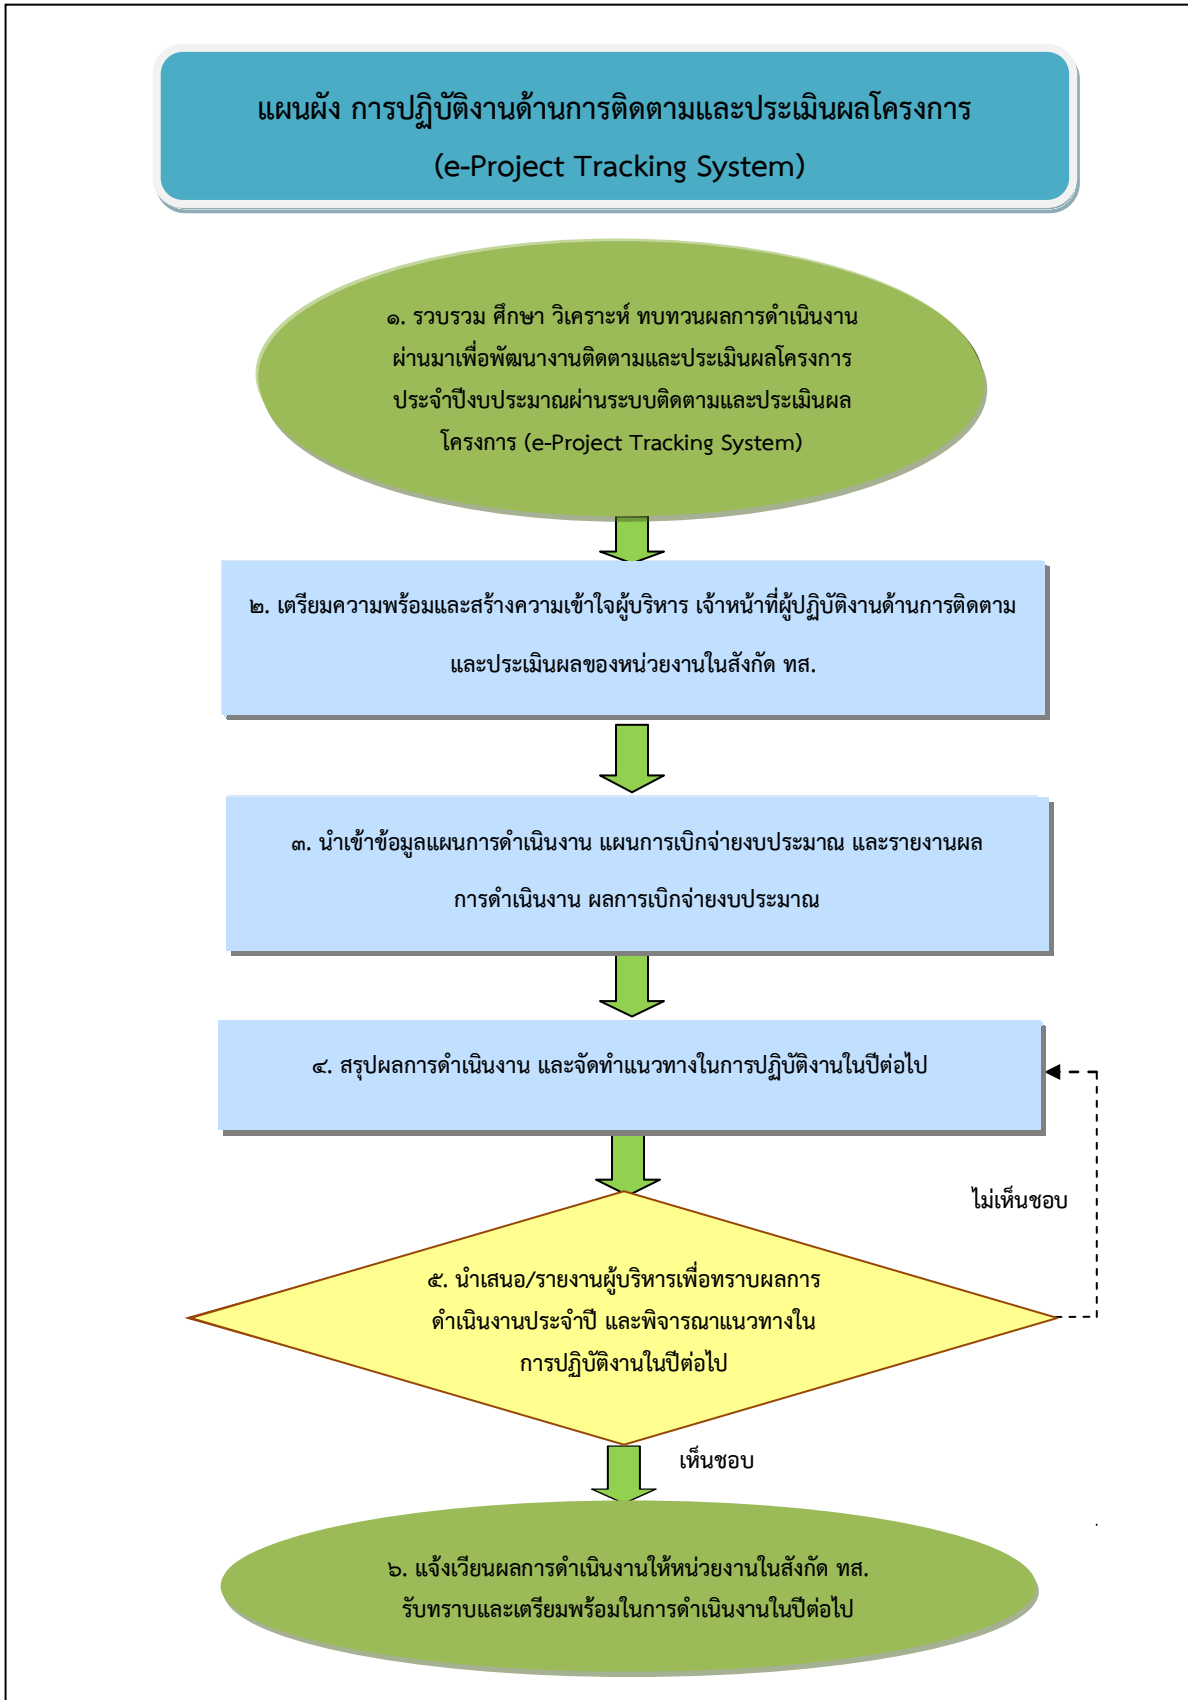 แผนผัง การปฏิบัติงานด้านการติดตามและประเมินผลโครงการ
(e-Project Tracking System)
๑. รวบรวม ศึกษา วิเคราะห์ ทบทวนผลการดำเนินงาน
ผ่านมาเพื่อพัฒนางานติดตามและประเมินผลโครงการ
ประจำปีงบประมาณผ่านระบบติดตามและประเมินผล
โครงการ (e-Project Tracking System)
๒. เตรียมความพร้อมและสร้างความเข้าใจผู้บริหาร เจ้าหน้าที่ผู้ปฏิบัติงานด้านการติดตาม
และประเมินผลของหน่วยงานในสังกัด ทส.
๓. นำเข้าข้อมูลแผนการดำเนินงาน แผนการเบิกจ่ายงบประมาณ และรายงานผล
การดำเนินงาน ผลการเบิกจ่ายงบประมาณ
๔. สรุปผลการดำเนินงาน และจัดทำแนวทางในการปฏิบัติงานในปีต่อไป
ไม่เห็นชอบ
๕. นำเสนอ/รายงานผู้บริหารเพื่อทราบผลการ
ดำเนินงานประจำปี และพิจารณาแนวทางใน
การปฏิบัติงานในปีต่อไป
เห็นชอบ
๖. แจ้งเวียนผลการดำเนินงานให้หน่วยงานในสังกัด ทส.
รับทราบและเตรียมพร้อมในการดำเนินงานในปีต่อไป